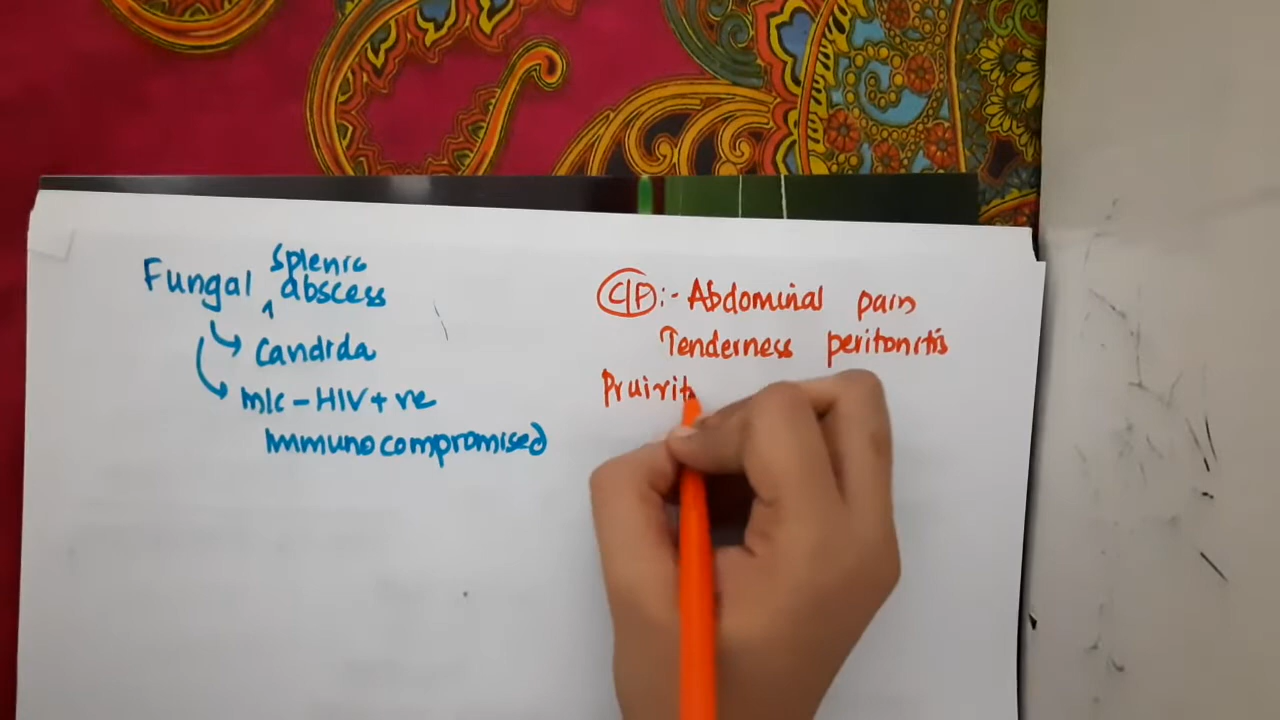 Fungal splenic abscess
Candida
m/c - HIV + ve
Immunocompromised
C/F :- Abdominal pain
Tenderness peritonitis
Pruirit